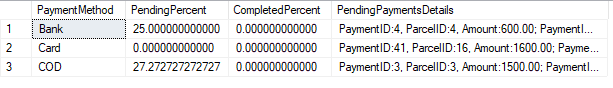 PaymentMethod PendingPercent CompletedPercent PendingPaymentsDetails
1 Bank 25.000000000000 0.000000000000 PaymentID:4, ParcelID:4, Amount:600.00; PaymentI...
2 Card 0.000000000000 0.000000000000 PaymentID:41, ParcelID:16, Amount:1600.00; Payme...
3 COD 27.272727272727 0.000000000000 PaymentID:3, ParcelID:3, Amount:1500.00; PaymentI...